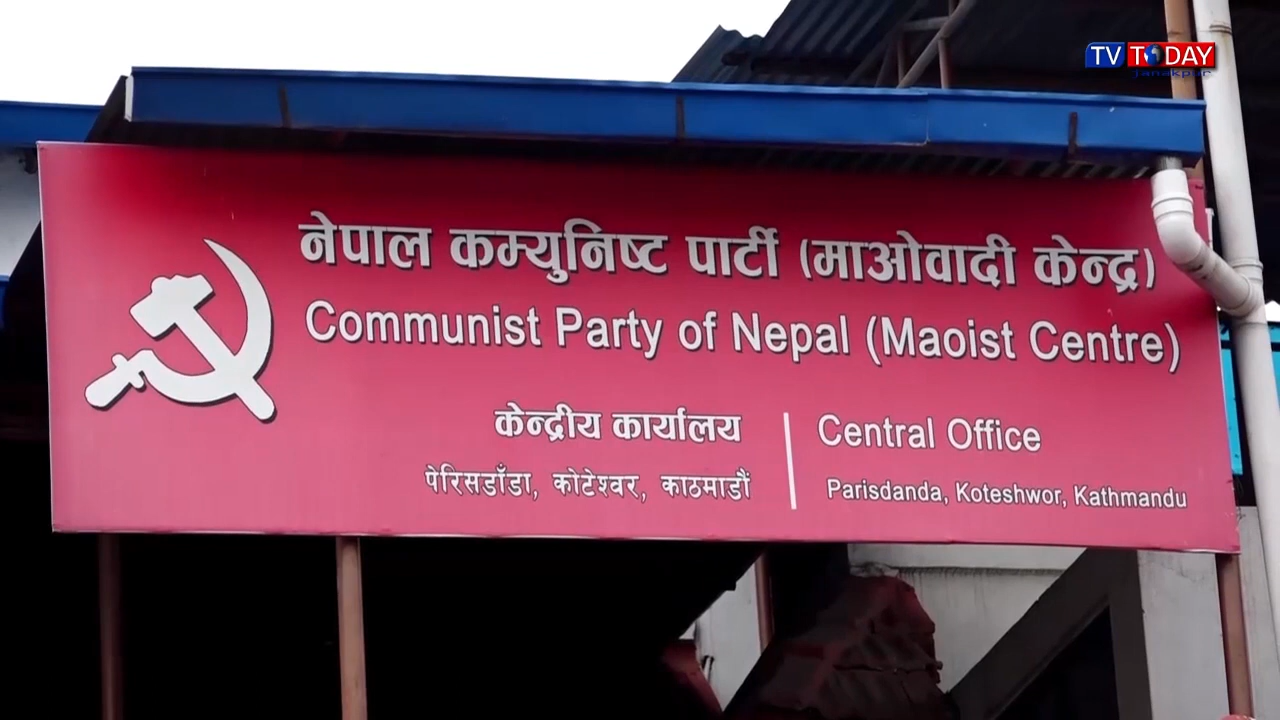 TV TODAY
Janakpur
नेपाल कम्युनिष्ट पार्टी (माओवादी केन्द्र)
Communist Party of Nepal (Maoist Centre)
केन्द्रीय कार्यालय
पेरिसडाँडा, कोटेश्वर, काठमाडौं
Central Office
Parisdanda, Koteshwor, Kathmandu